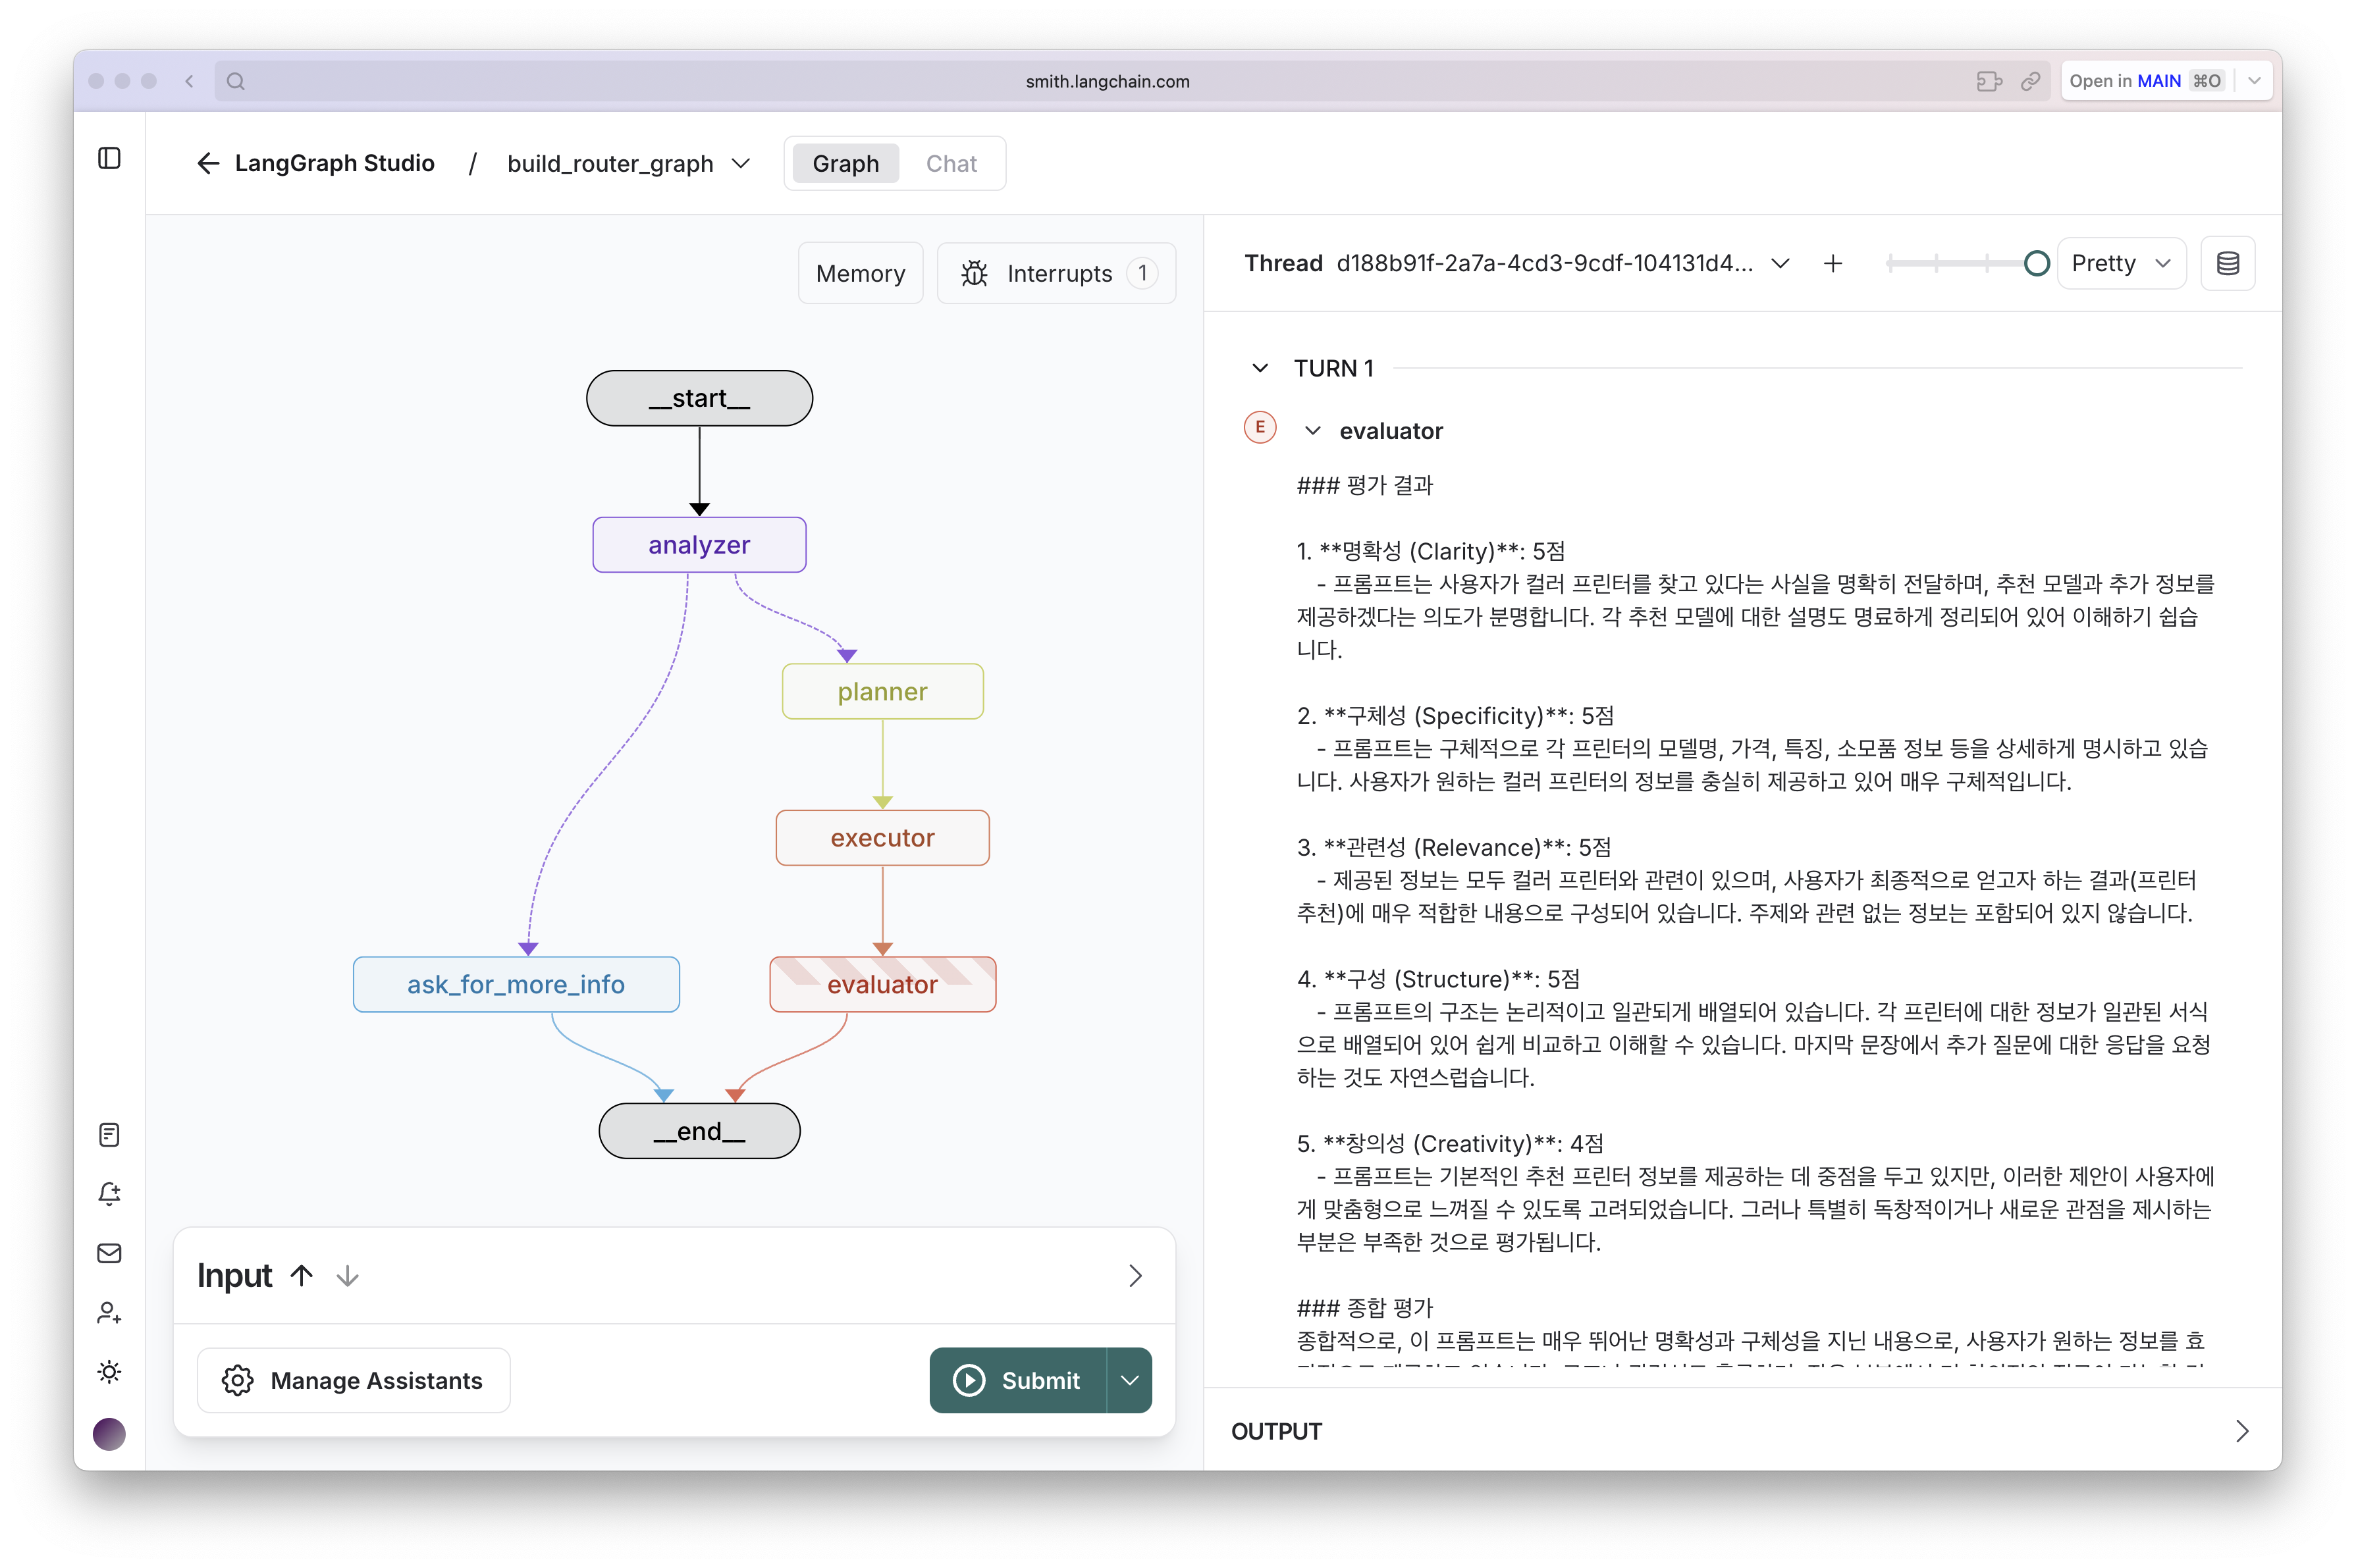 smith.langchain.com
Open in MAIN ⌘O
LangGraph Studio / build_router_graph
Graph
Chat
Memory
Interrupts 1
__start__
analyzer
planner
executor
ask_for_more_info
evaluator
__end__
Input
Manage Assistants
Submit
Thread d188b91f-2a7a-4cd3-9cdf-104131d4...
Pretty
TURN 1
E
evaluator
### 평가 결과
1. **명확성 (Clarity)**: 5점
- 프롬프트는 사용자가 컬러 프린터를 찾고 있다는 사실을 명확히 전달하며, 추천 모델과 추가 정보를
제공하겠다는 의도가 분명합니다. 각 추천 모델에 대한 설명도 명료하게 정리되어 있어 이해하기 쉽습
니다.
2. **구체성 (Specificity)**: 5점
- 프롬프트는 구체적으로 각 프린터의 모델명, 가격, 특징, 소모품 정보 등을 상세하게 명시하고 있습
니다. 사용자가 원하는 컬러 프린터의 정보를 충실히 제공하고 있어 매우 구체적입니다.
3. **관련성 (Relevance)**: 5점
- 제공된 정보는 모두 컬러 프린터와 관련이 있으며, 사용자가 최종적으로 얻고자 하는 결과(프린터
추천)에 매우 적합한 내용으로 구성되어 있습니다. 주제와 관련 없는 정보는 포함되어 있지 않습니다.
4. **구성 (Structure)**: 5점
- 프롬프트의 구조는 논리적이고 일관되게 배열되어 있습니다. 각 프린터에 대한 정보가 일관된 서식
으로 배열되어 있어 쉽게 비교하고 이해할 수 있습니다. 마지막 문장에서 추가 질문에 대한 응답을 요청
하는 것도 자연스럽습니다.
5. **창의성 (Creativity)**: 4점
- 프롬프트는 기본적인 추천 프린터 정보를 제공하는 데 중점을 두고 있지만, 이러한 제안이 사용자에
게 맞춤형으로 느껴질 수 있도록 고려되었습니다. 그러나 특별히 독창적이거나 새로운 관점을 제시하는
부분은 부족한 것으로 평가됩니다.
### 종합 평가
종합적으로, 이 프롬프트는 매우 뛰어난 명확성과 구체성을 지닌 내용으로, 사용자가 원하는 정보를 효
OUTPUT